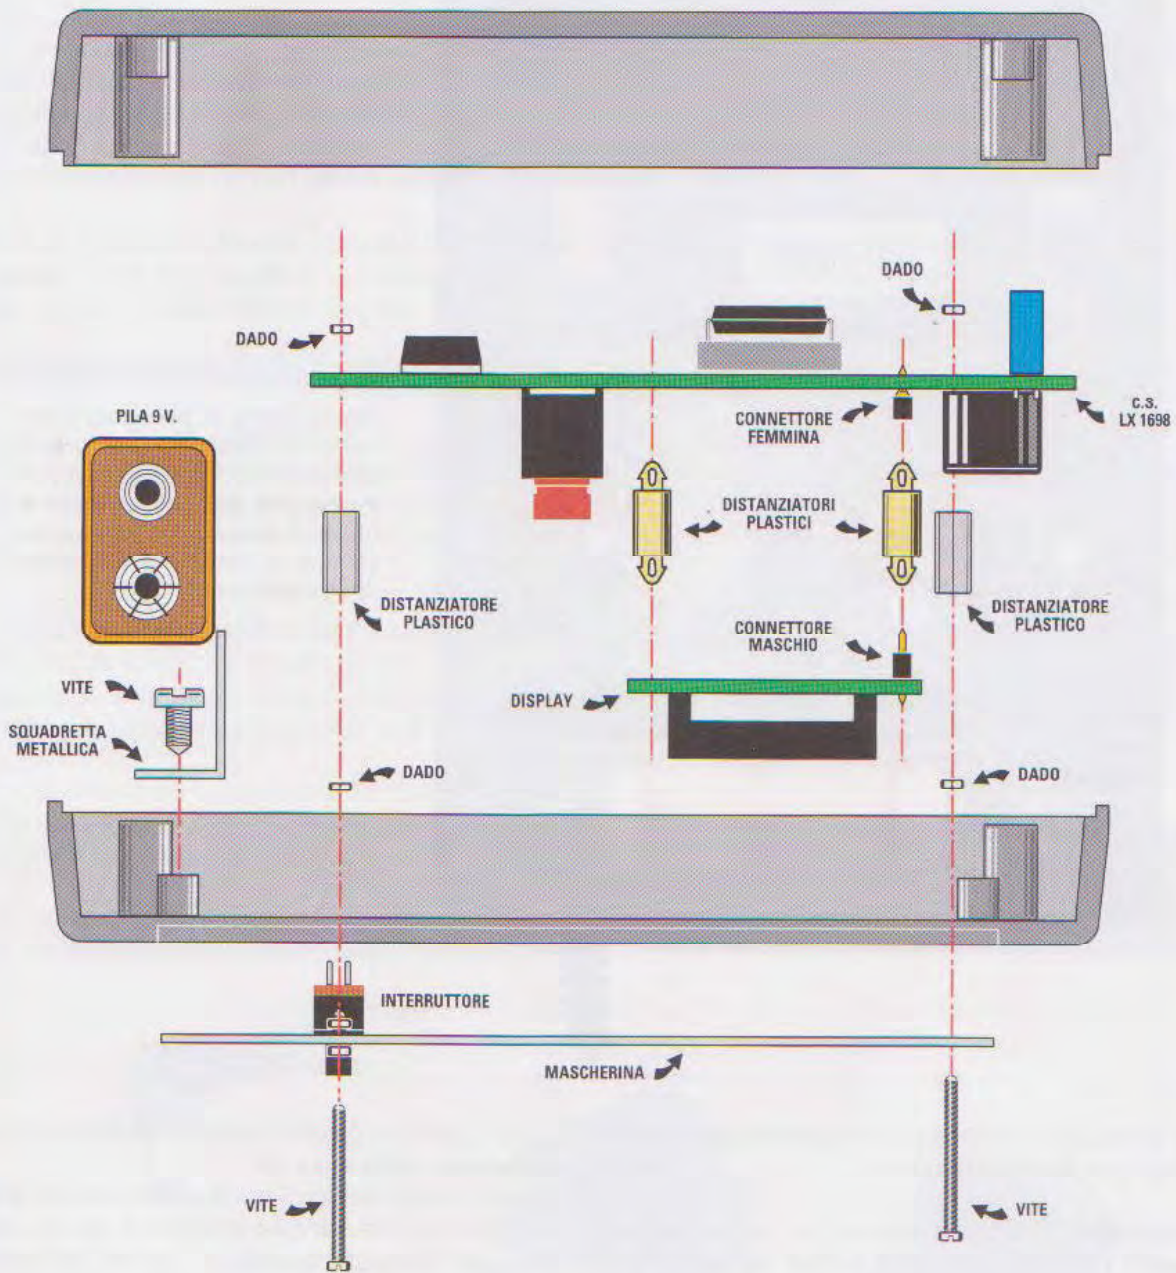 DADO
DADO
C.S.
LX 1698
PILA 9 V.
CONNETTORE
FEMMINA
DISTANZIATORI
PLASTICI
DISTANZIATORE
PLASTICO
DISTANZIATORE
PLASTICO
CONNETTORE
MASCHIO
VITE
DISPLAY
SQUADRETTA
METALLICA
DADO
DADO
INTERRUTTORE
MASCHERINA
VITE
VITE